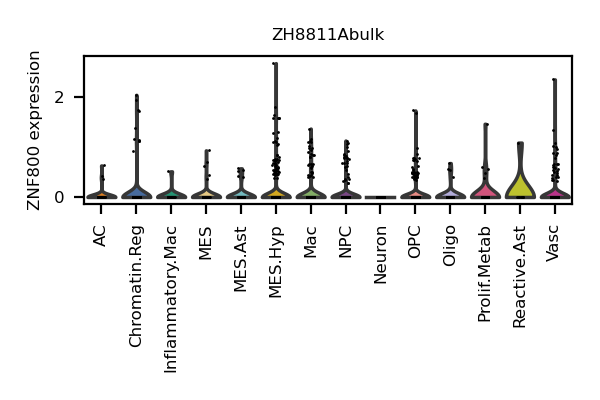 ZH8811Abulk
ZNF800 expression
2
0
AC
Chromatin.Reg
Inflammatory.Mac
MES
MES.Ast
MES.Hyp
Mac
NPC
Neuron
OPC
Oligo
Prolif.Metab
Reactive.Ast
Vasc